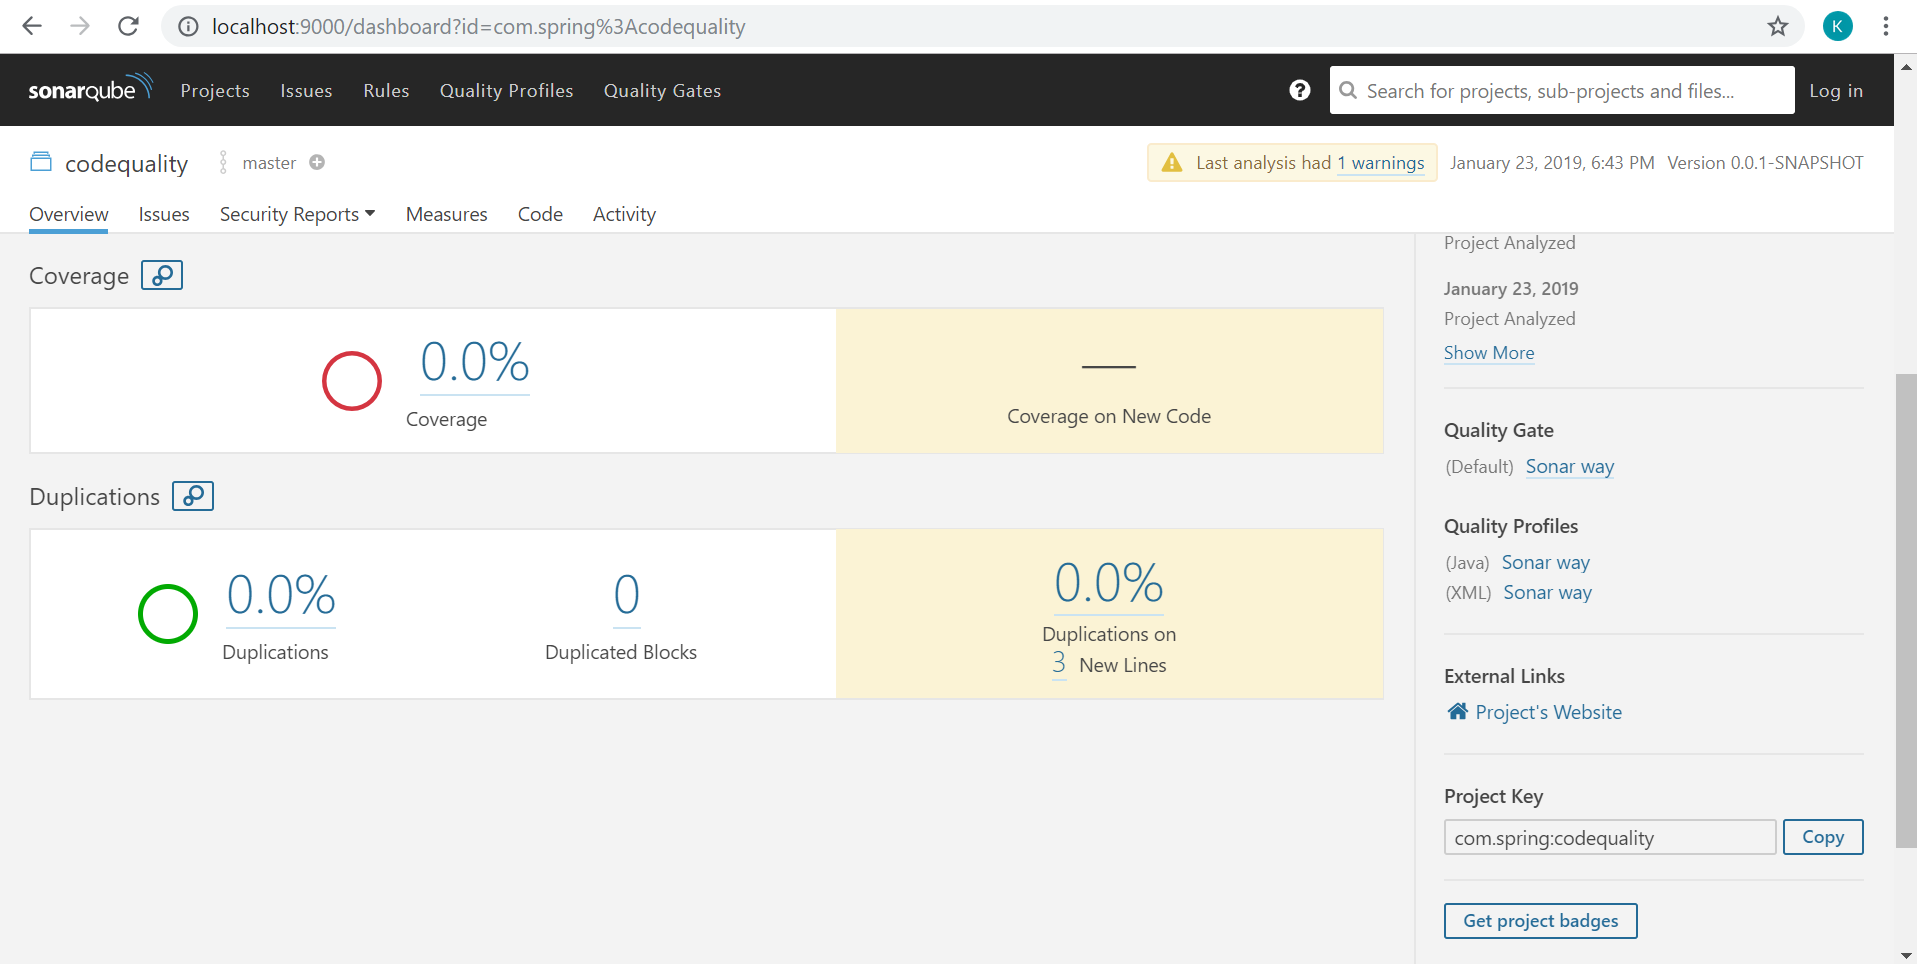 localhost:9000/dashboard?id=com.spring%3Acodequality
K
sonarqube Projects Issues Rules Quality Profiles Quality Gates ? Search for projects, sub-projects and files... Log in
codequality master Last analysis had 1 warnings January 23, 2019, 6:43 PM Version 0.0.1-SNAPSHOT
Overview Issues Security Reports Measures Code Activity
Coverage
0.0%
Coverage
Coverage on New Code
Duplications
0.0%
Duplications
0
Duplicated Blocks
0.0%
Duplications on
3 New Lines
Project Analyzed
January 23, 2019
Project Analyzed
Show More
Quality Gate
(Default) Sonar way
Quality Profiles
(Java) Sonar way
(XML) Sonar way
External Links
Project's Website
Project Key
com.spring:codequality Copy
Get project badges